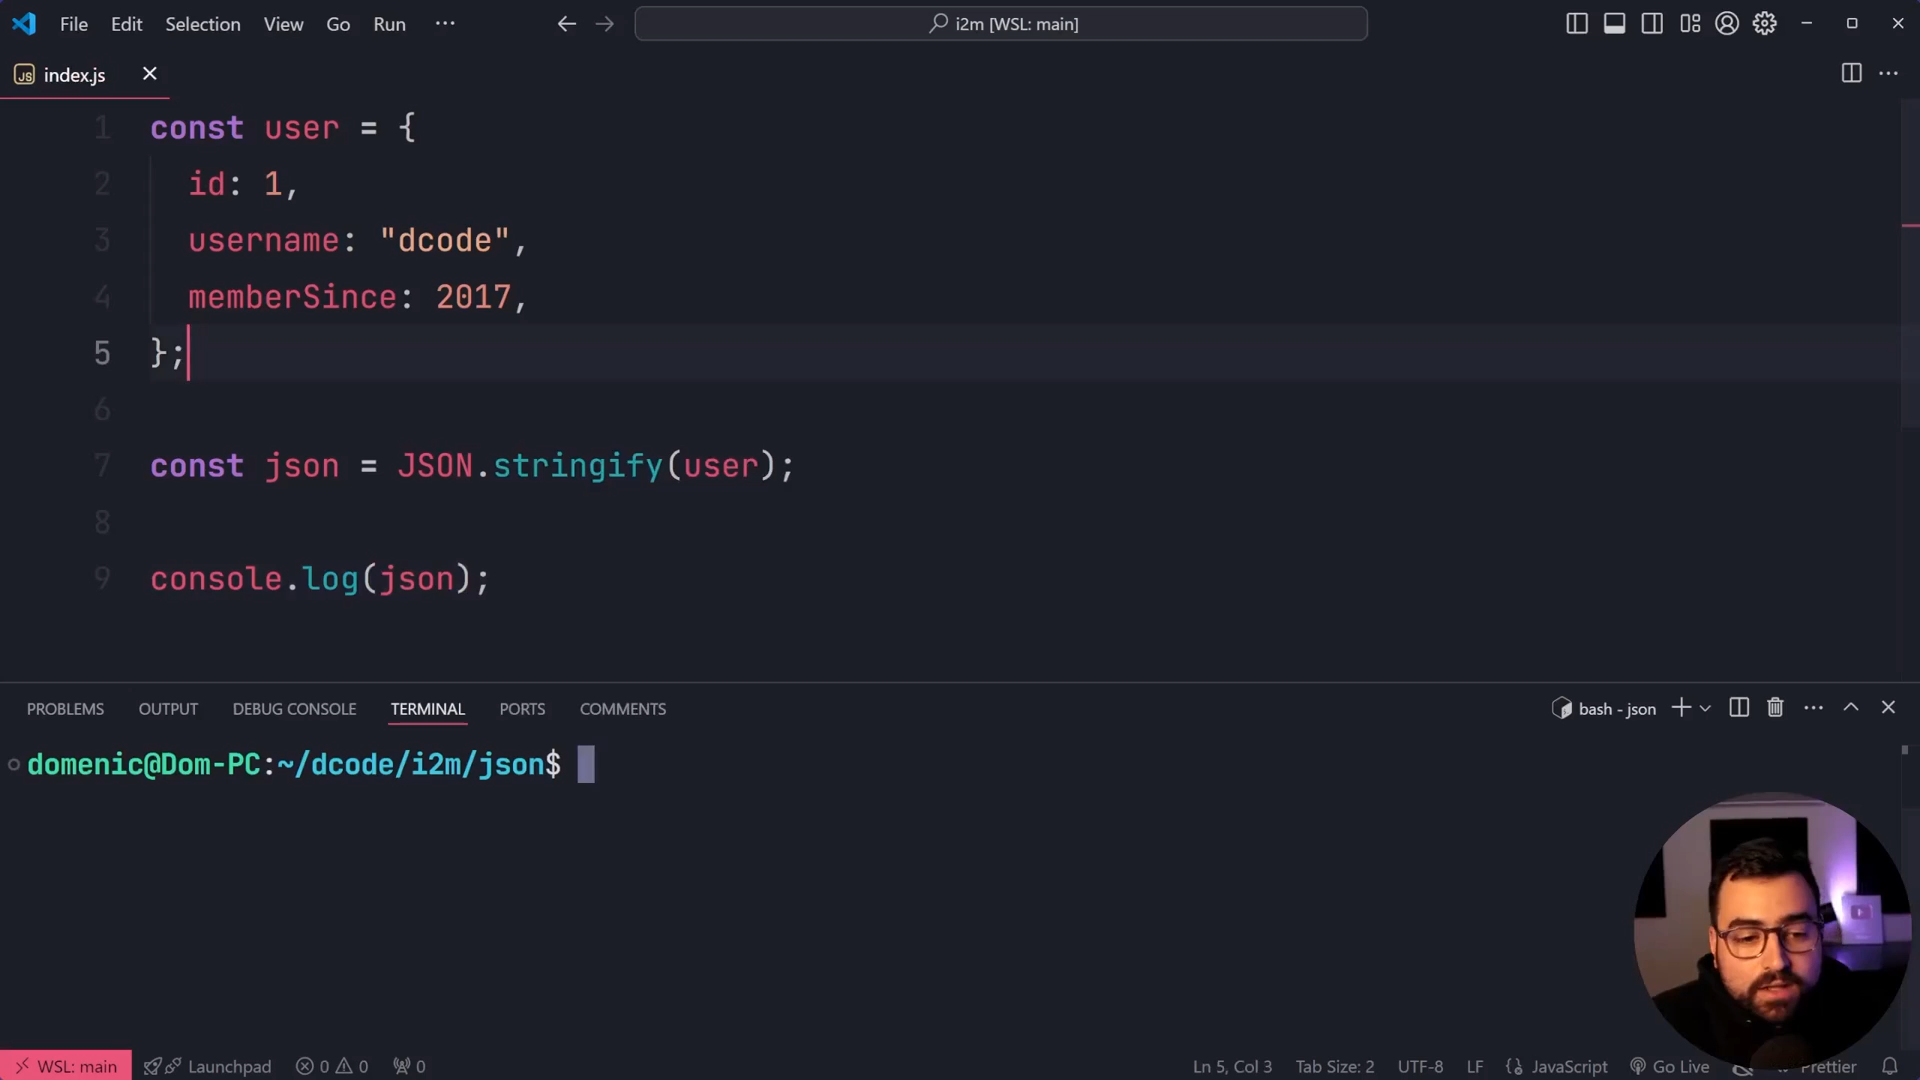 File Edit Selection View Go Run ··· i2m [WSL: main]
JS index.js
1 const user = {
2 id: 1,
3 username: "dcode",
4 memberSince: 2017,
5 };
6
7 const json = JSON.stringify(user);
8
9 console.log(json);
PROBLEMS OUTPUT DEBUG CONSOLE TERMINAL PORTS COMMENTS bash - json
domenic@Dom-PC:~/dcode/i2m/json$
WSL: main Launchpad 0 0 0 Ln 5, Col 3 Tab Size: 2 UTF-8 LF {} JavaScript Go Live Prettier